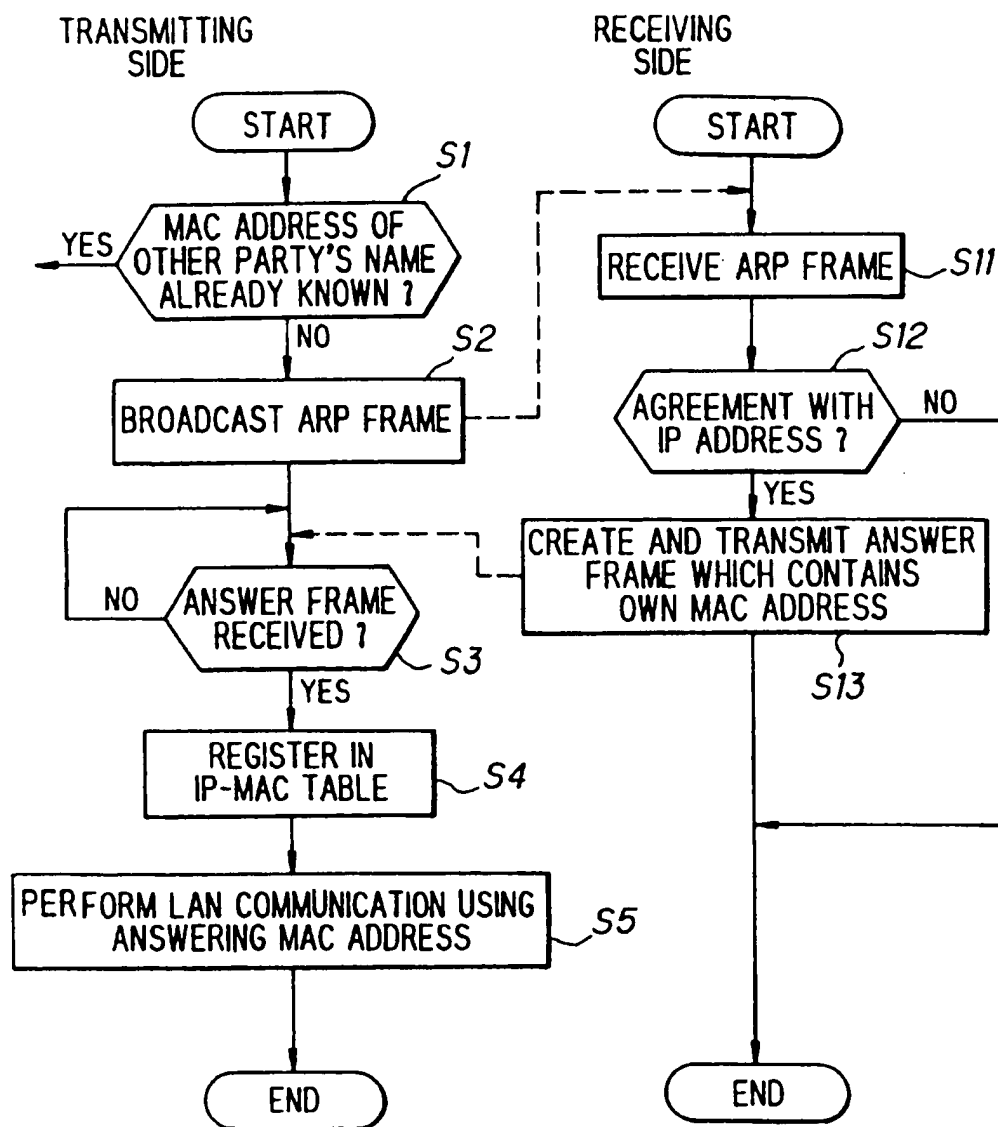 TRANSMITTING
SIDE
START
S1
MAC ADDRESS OF
OTHER PARTY'S NAME
ALREADY KNOWN ?
YES
NO
S2
BROADCAST ARP FRAME
ANSWER FRAME
RECEIVED ?
NO
S3
YES
REGISTER IN
IP-MAC TABLE
S4
PERFORM LAN COMMUNICATION USING
ANSWERING MAC ADDRESS
S5
END
RECEIVING
SIDE
START
RECEIVE ARP FRAME
S11
S12
AGREEMENT WITH
IP ADDRESS ?
NO
YES
CREATE AND TRANSMIT ANSWER
FRAME WHICH CONTAINS
OWN MAC ADDRESS
S13
END